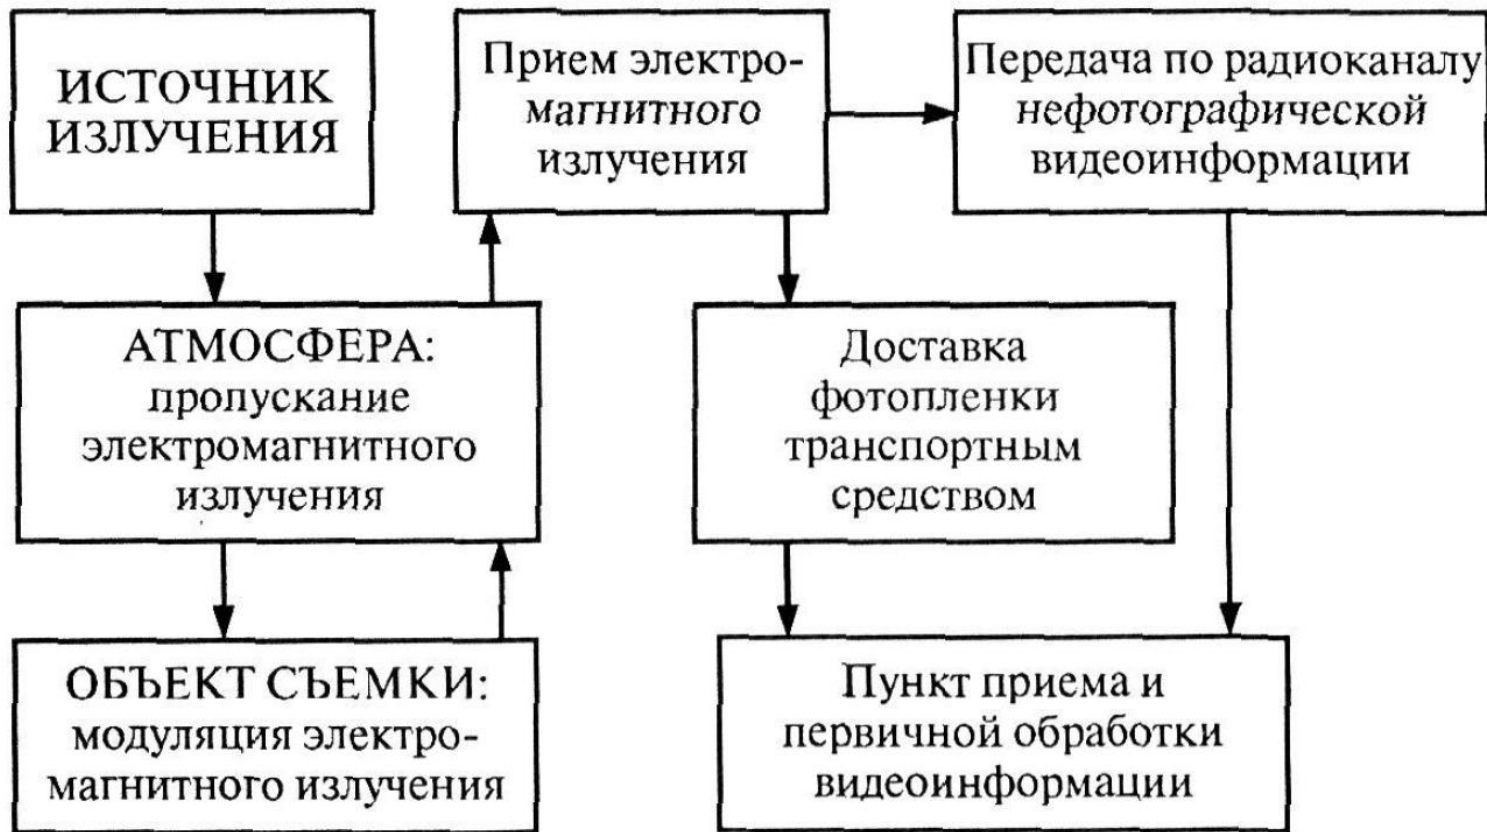 ИСТОЧНИК
ИЗЛУЧЕНИЯ
АТМОСФЕРА:
пропускание
электромагнитного
излучения
ОБЪЕКТ СЪЕМКИ:
модуляция электро-
магнитного излучения
Прием электро-
магнитного
излучения
Передача по радиоканалу
нефотографической
видеоинформации
Доставка
фотопленки
транспортным
средством
Пункт приема и
первичной обработки
видеоинформации